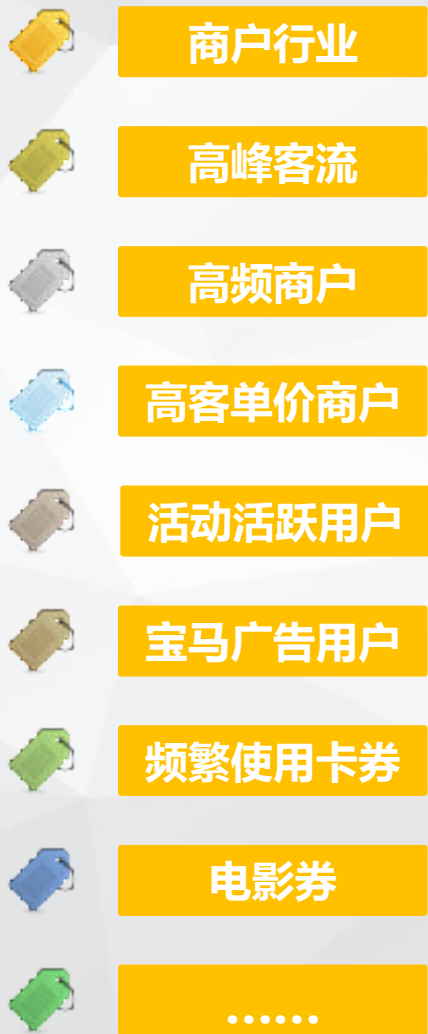 商户行业
高峰客流
高频商户
高客单价商户
活动活跃用户
宝马广告用户
频繁使用卡券
电影券
......